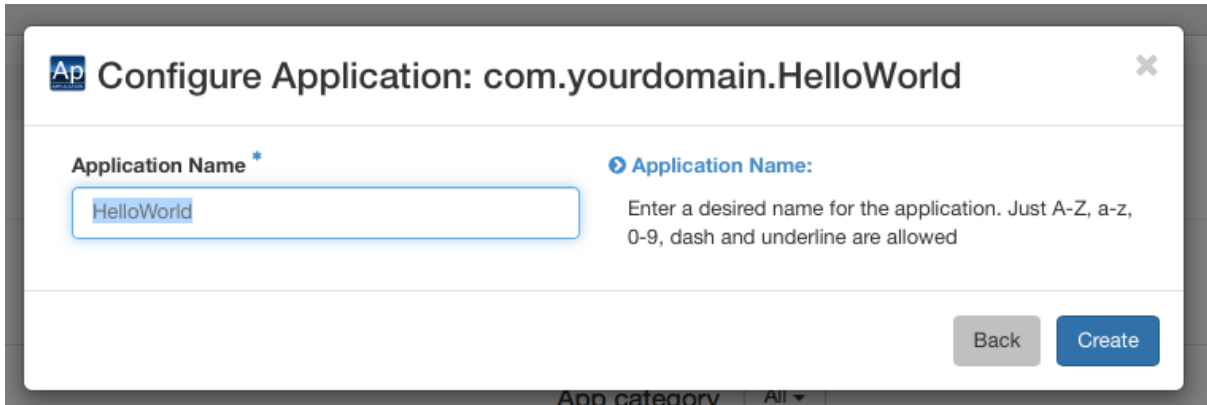 Ap
APPLICATION
Configure Application: com.yourdomain.HelloWorld
×
Application Name *
HelloWorld
Application Name:
Enter a desired name for the application. Just A-Z, a-z,
0-9, dash and underline are allowed
Back
Create
App category
All